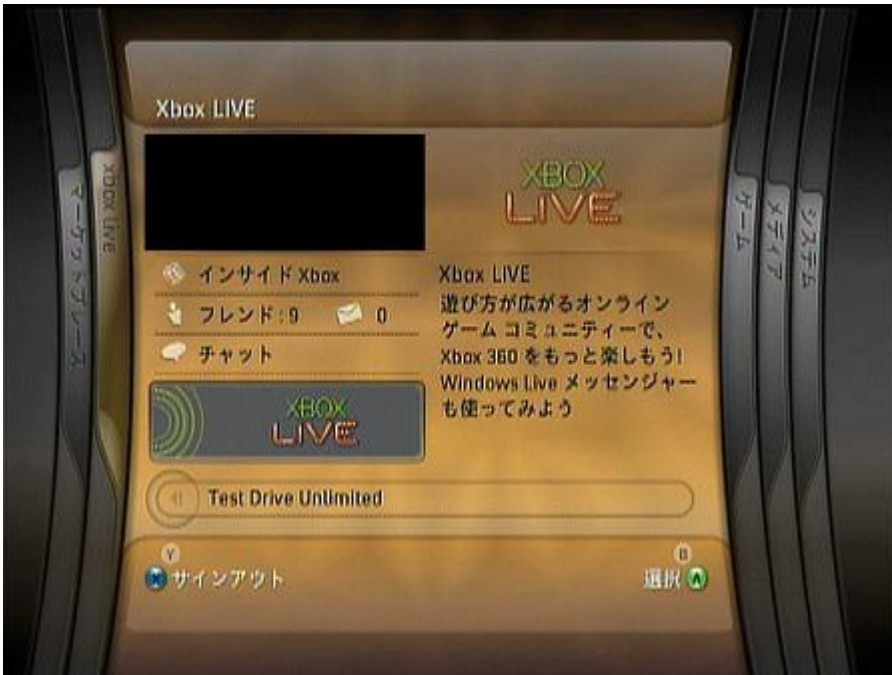 Xbox LIVE
XBOX
LIVE
マーケットプレース
xbox live
インサイド Xbox
フレンド:9 0
チャット
XBOX
LIVE
Xbox LIVE
遊び方が広がるオンライン
ゲーム コミュニティーで、
Xbox 360 をもっと楽しもう!
Windows Live メッセンジャー
も使ってみよう
ゲーム
メディア
システム
Test Drive Unlimited
Y
X サインアウト
B
選択 A